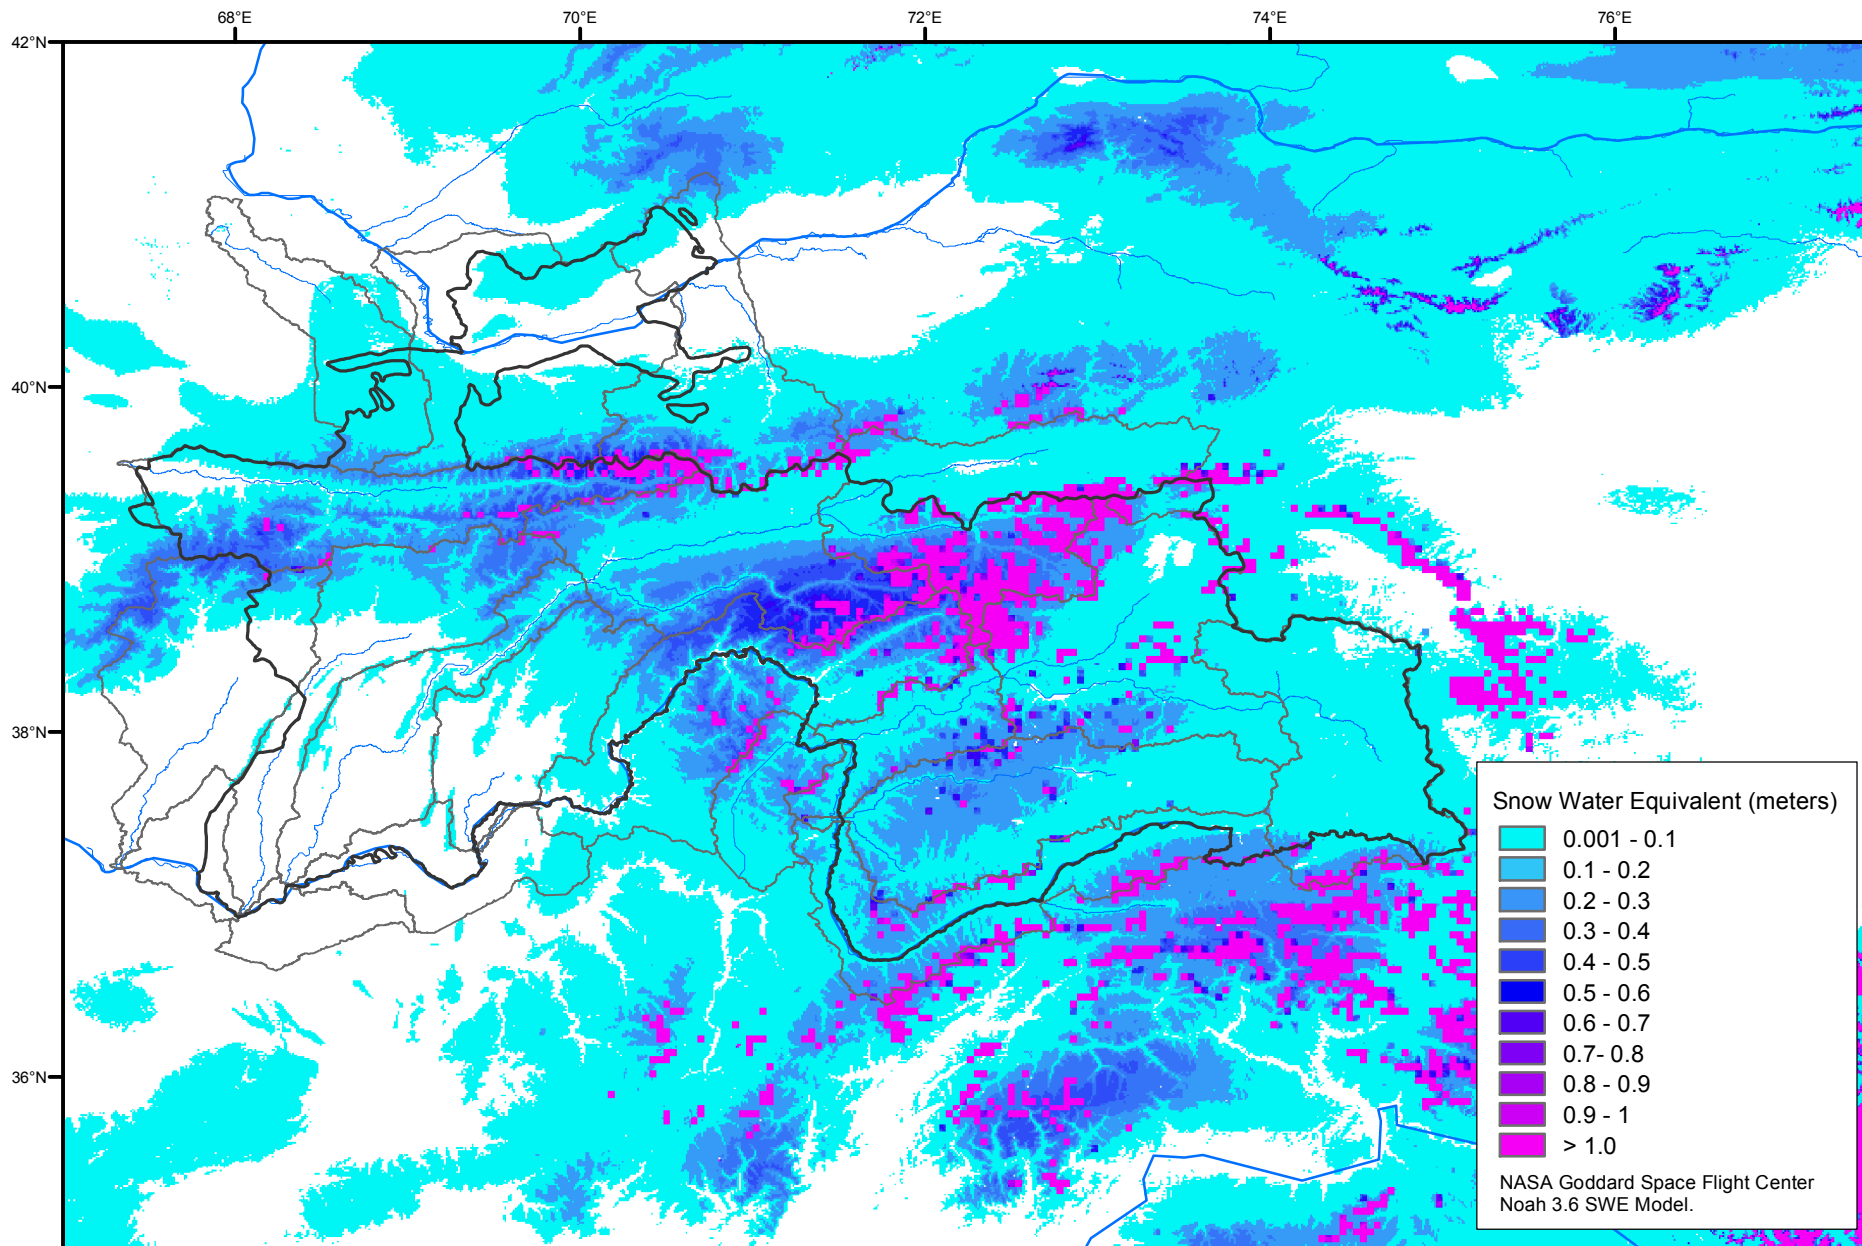 68°E 70°E 72°E 74°E 76°E
42°N
40°N
38°N
36°N
Snow Water Equivalent (meters)
0.001 - 0.1
0.1 - 0.2
0.2 - 0.3
0.3 - 0.4
0.4 - 0.5
0.5 - 0.6
0.6 - 0.7
0.7- 0.8
0.8 - 0.9
0.9 - 1
> 1.0
NASA Goddard Space Flight Center
Noah 3.6 SWE Model.